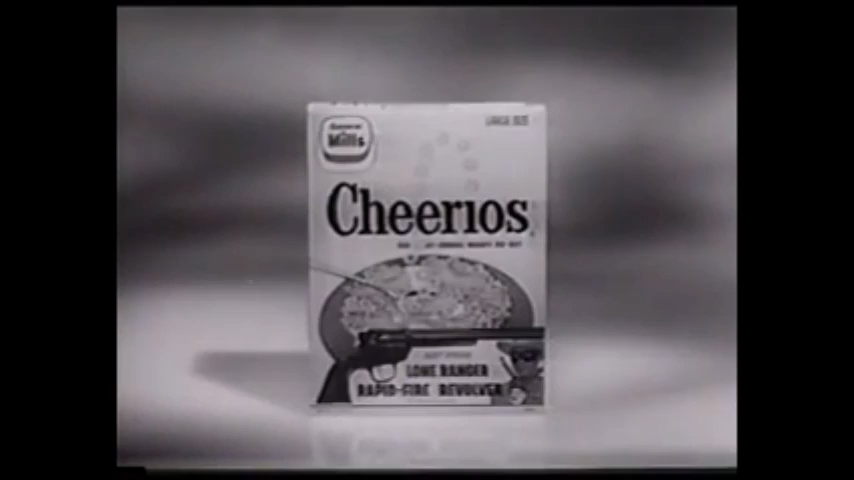 General
Mills
LARGE SIZE
Cheerios
LONE RANGER
RAPID-FIRE REVOLVER